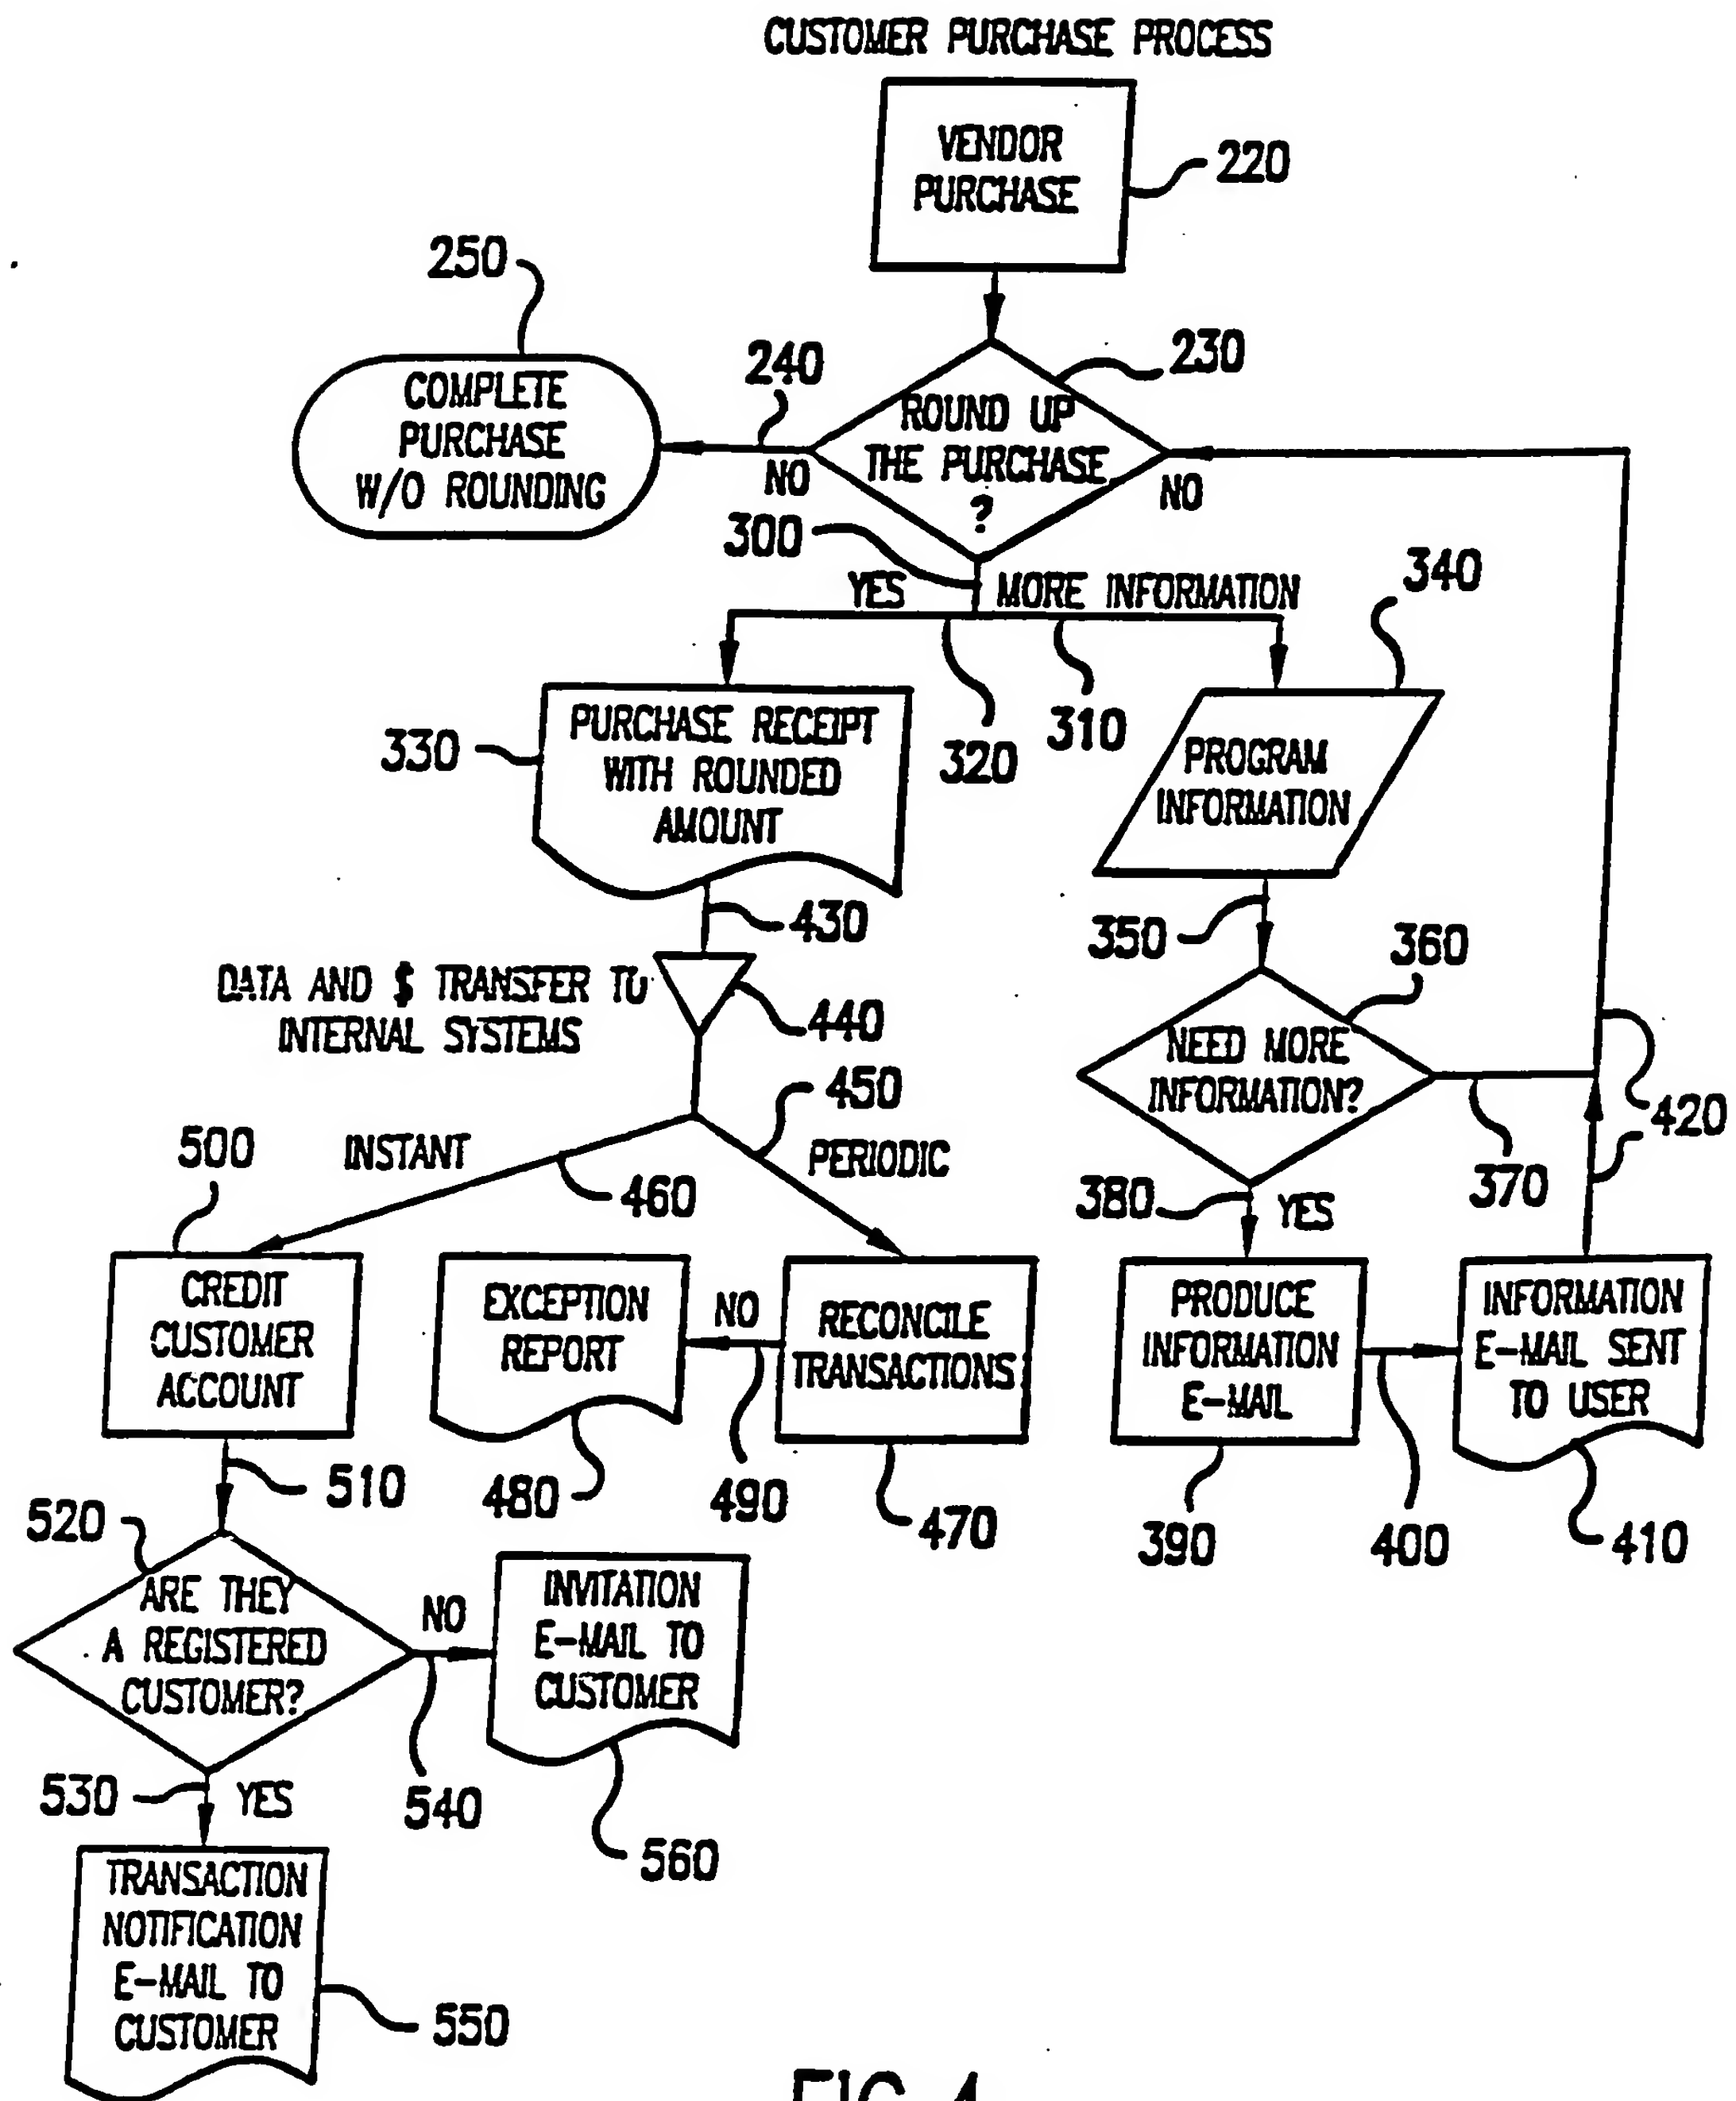 CUSTOMER PURCHASE PROCESS
VENDOR
PURCHASE
220
250
COMPLETE
PURCHASE
W/O ROUNDING
240
NO
230
ROUND UP
THE PURCHASE
?
NO
300
YES
MORE INFORMATION
340
330
PURCHASE RECEIPT
WITH ROUNDED
AMOUNT
320
310
PROGRAM
INFORMATION
430
350
360
DATA AND $ TRANSFER TO
INTERNAL SYSTEMS
440
NEED MORE
INFORMATION?
450
420
500
INSTANT
460
PERIODIC
380
YES
370
CREDIT
CUSTOMER
ACCOUNT
EXCEPTION
REPORT
NO
RECONCILE
TRANSACTIONS
PRODUCE
INFORMATION
E-MAIL
INFORMATION
E-MAIL SENT
TO USER
510
480
490
470
390
400
410
520
ARE THEY
A REGISTERED
CUSTOMER?
NO
INVITATION
E-MAIL TO
CUSTOMER
530
YES
540
560
TRANSACTION
NOTIFICATION
E-MAIL TO
CUSTOMER
550